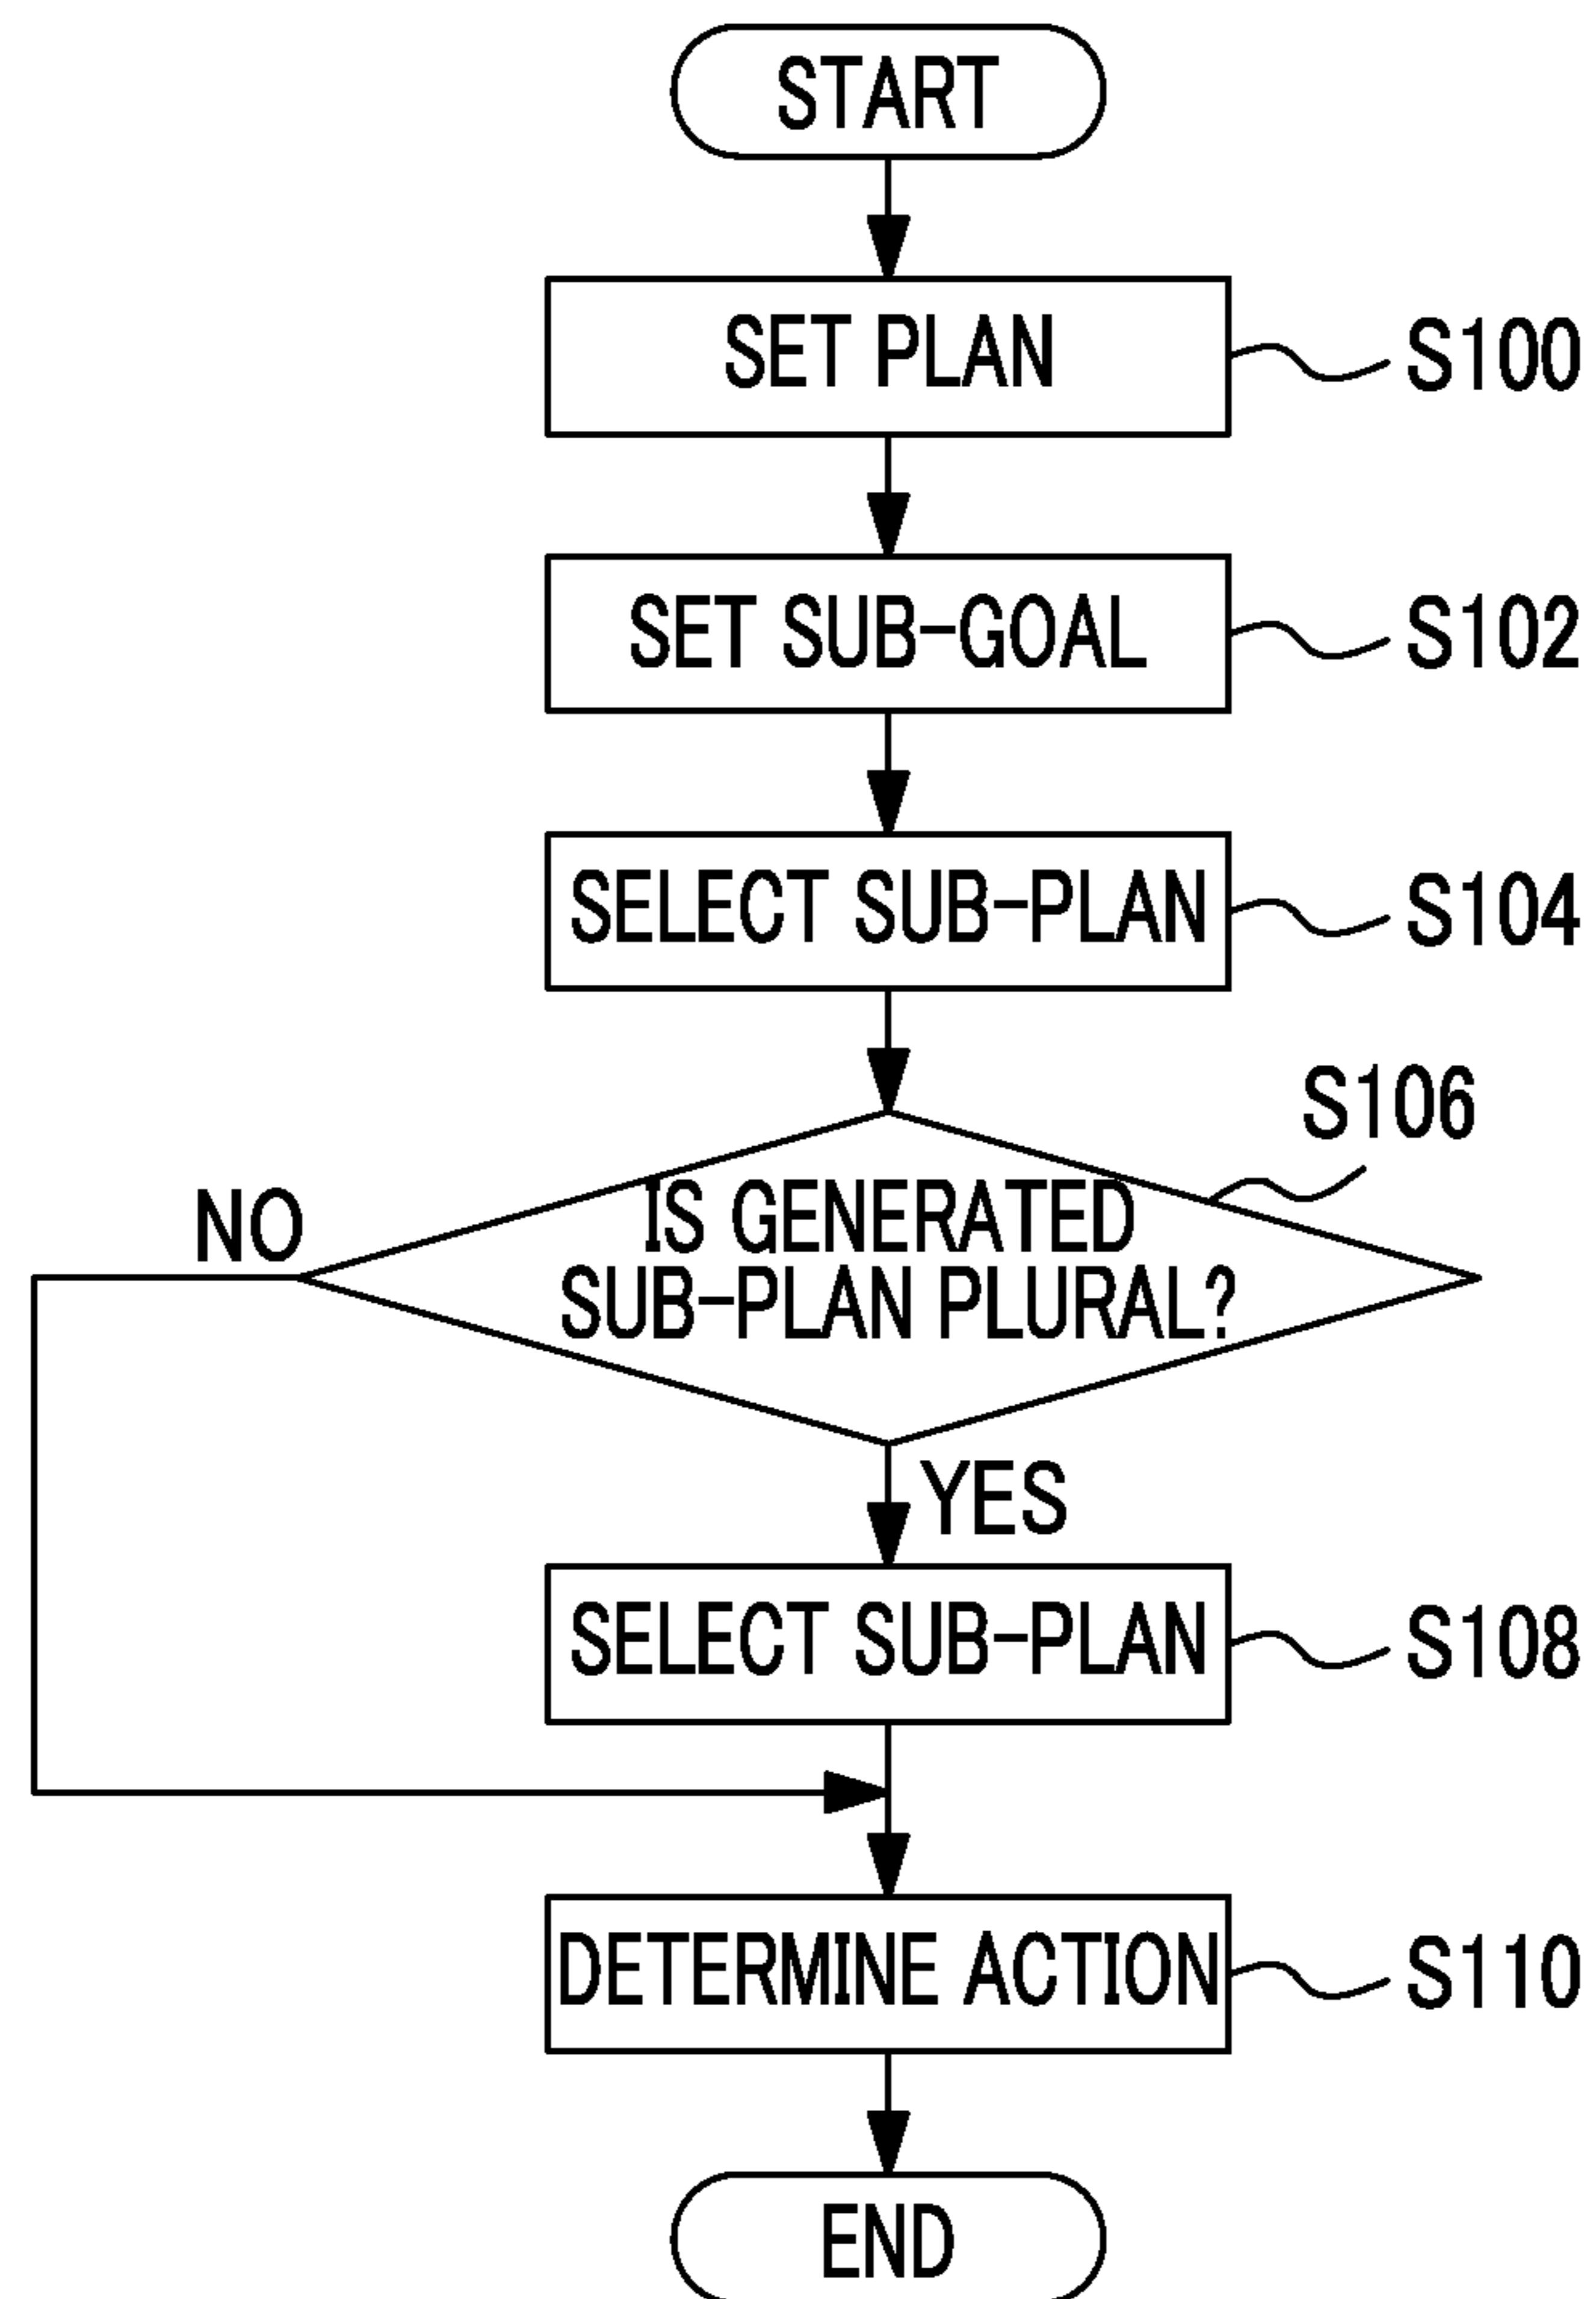 START
SET PLAN
S100
SET SUB-GOAL
S102
SELECT SUB-PLAN
S104
S106
NO
IS GENERATED
SUB-PLAN PLURAL?
YES
SELECT SUB-PLAN
S108
DETERMINE ACTION
S110
END